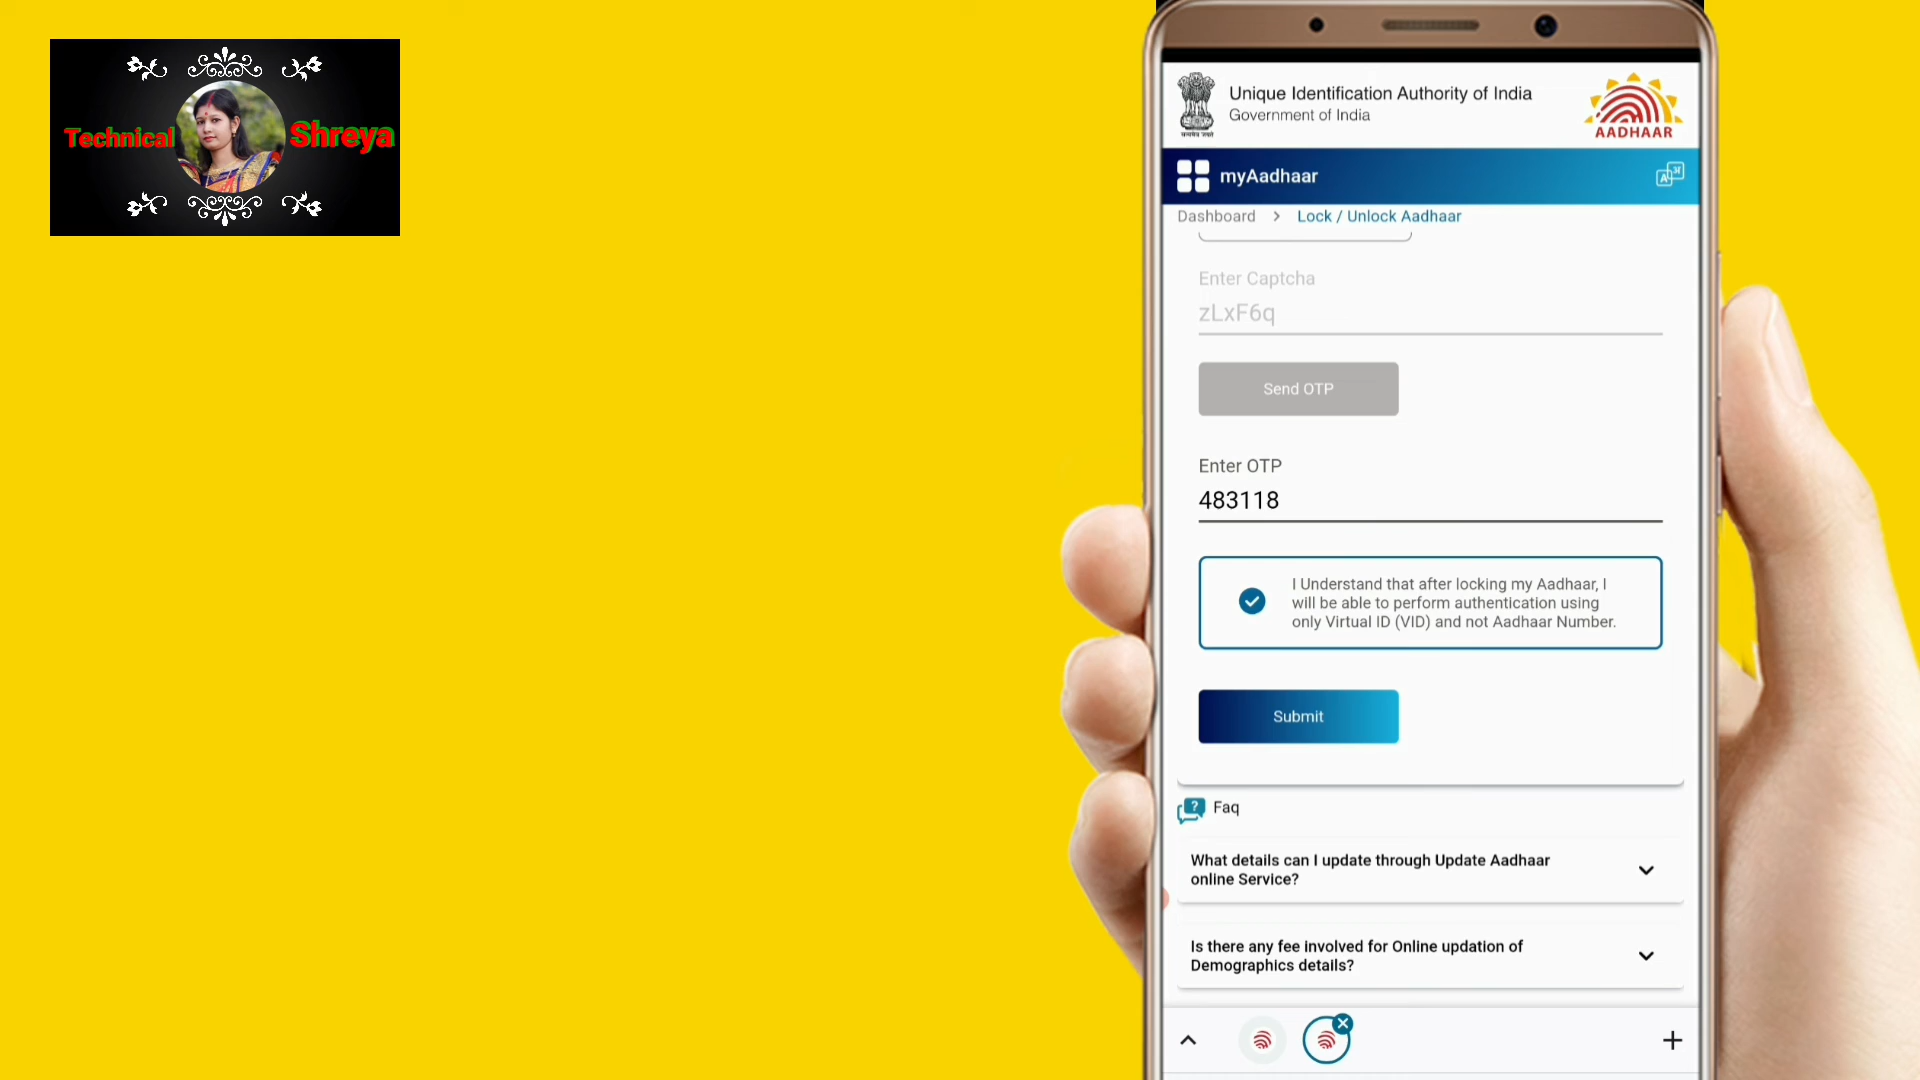 Technical Shreya
सत्यमेव जयते
Unique Identification Authority of India
Government of India
AADHAAR
myAadhaar
Dashboard > Lock / Unlock Aadhaar
Enter Captcha
zLxF6q
Send OTP
Enter OTP
483118
I Understand that after locking my Aadhaar, I
will be able to perform authentication using
only Virtual ID (VID) and not Aadhaar Number.
Submit
Faq
What details can I update through Update Aadhaar
online Service?
Is there any fee involved for Online updation of
Demographics details?